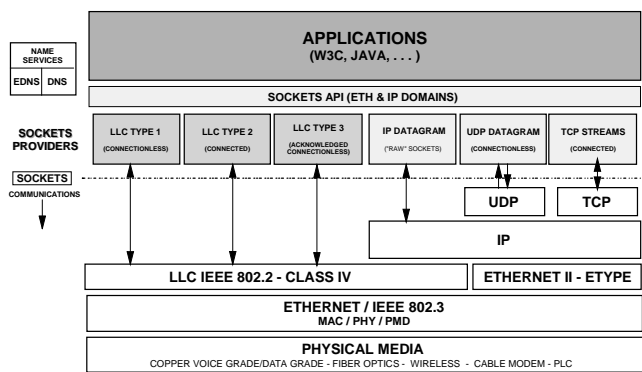 APPLICATIONS
(W3C, JAVA, . . . )
NAME
SERVICES
EDNS DNS
SOCKETS API (ETH & IP DOMAINS)
SOCKETS
PROVIDERS
LLC TYPE 1
(CONNECTIONLESS)
LLC TYPE 2
(CONNECTED)
LLC TYPE 3
(ACKNOWLEDGED
CONNECTIONLESS)
IP DATAGRAM
("RAW" SOCKETS)
UDP DATAGRAM
(CONNECTIONLESS)
TCP STREAMS
(CONNECTED)
SOCKETS
COMMUNICATIONS
UDP
TCP
IP
LLC IEEE 802.2 - CLASS IV
ETHERNET II - ETYPE
ETHERNET / IEEE 802.3
MAC / PHY / PMD
PHYSICAL MEDIA
COPPER VOICE GRADE/DATA GRADE - FIBER OPTICS - WIRELESS - CABLE MODEM - PLC